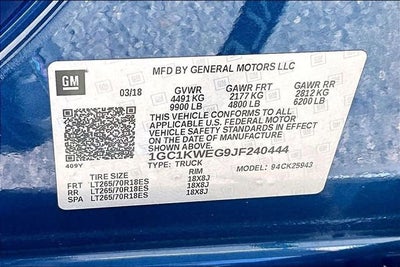 GM
MFD BY GENERAL MOTORS LLC
03/18
GVWR GAWR FRT GAWR RR
4491 KG 2177 KG 2812 KG
9900 LB 4800 LB 6200 LB
THIS VEHICLE CONFORMS TO ALL
APPLICABLE U.S. FEDERAL MOTOR
VEHICLE SAFETY STANDARDS IN
EFFECT ON THE DATE OF
MANUFACTURE SHOWN ABOVE.
1GC1KWEG9JF240444
409Y
TYPE: TRUCK MODEL: 94CK25943
TIRE SIZE RIM
FRT LT265/70R18ES 18X8J
RR LT265/70R18ES 18X8J
SPA LT265/70R18ES 18X8J